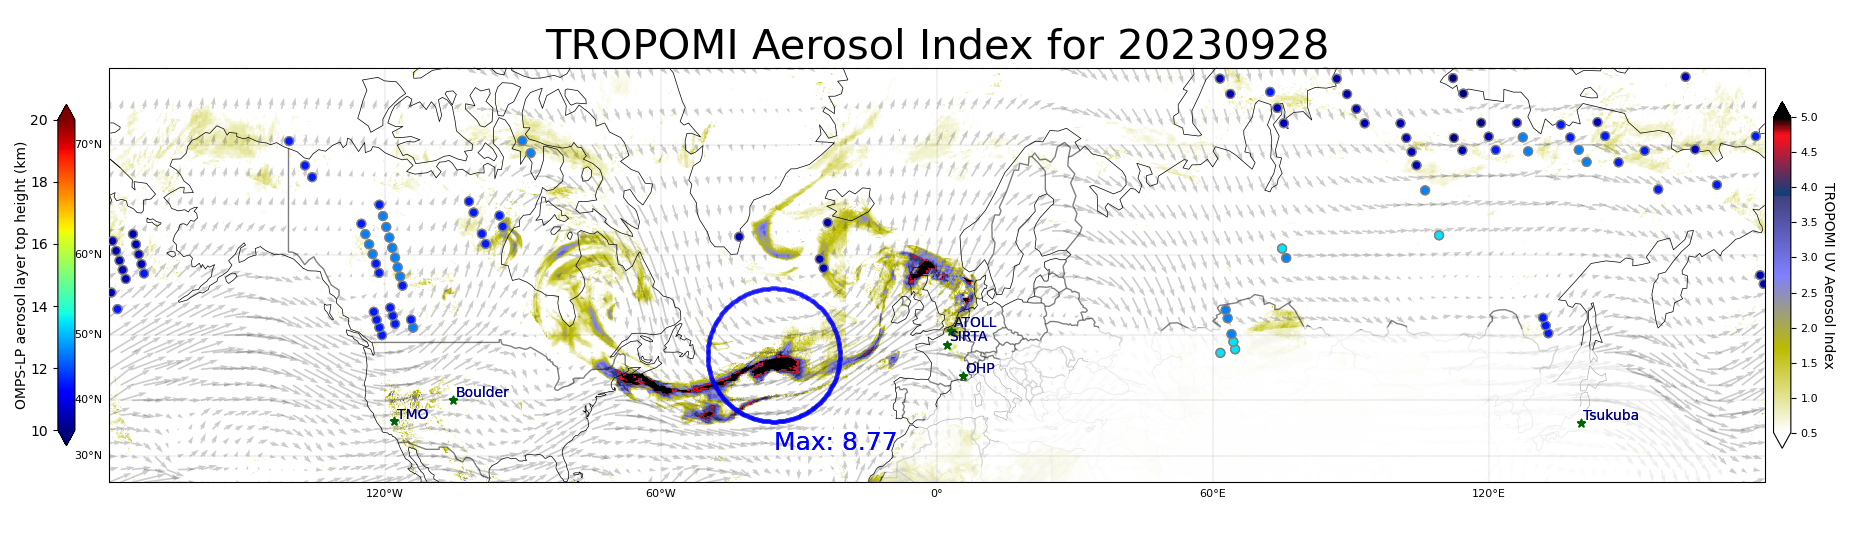 TROPOMI Aerosol Index for 20230928
OMPS-LP aerosol layer top height (km)
20
18
16
14
12
10
70°N
60°N
50°N
40°N
30°N
120°W
60°W
0°
60°E
120°E
ATOLL
SIRTA
OHP
Boulder
TMO
Tsukuba
Max: 8.77
5.0
4.5
4.0
3.5
3.0
2.5
2.0
1.5
1.0
0.5
TROPOMI UV Aerosol Index